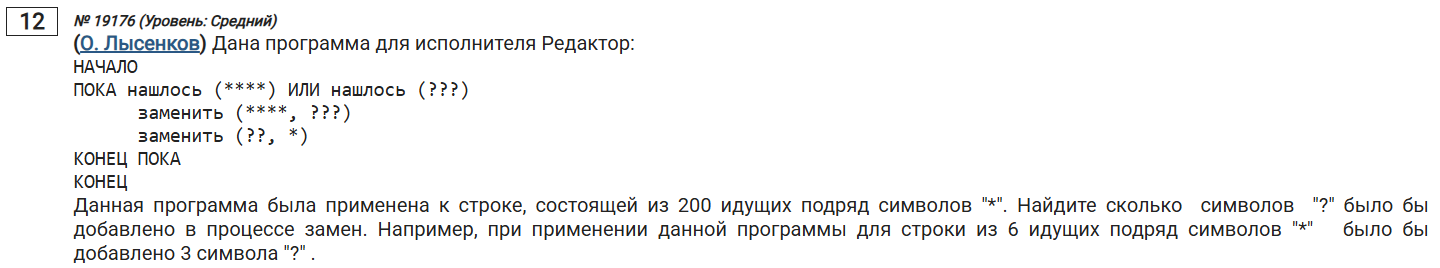 12
№ 19176 (Уровень: Средний)
(О. Лысенков) Дана программа для исполнителя Редактор:
НАЧАЛО
ПОКА нашлось (****) ИЛИ нашлось (???)
заменить (****, ???)
заменить (??, *)
КОНЕЦ ПОКА
КОНЕЦ
Данная программа была применена к строке, состоящей из 200 идущих подряд символов "*". Найдите сколько символов "?" было бы
добавлено в процессе замен. Например, при применении данной программы для строки из 6 идущих подряд символов "*" было бы
добавлено 3 символа "?" .